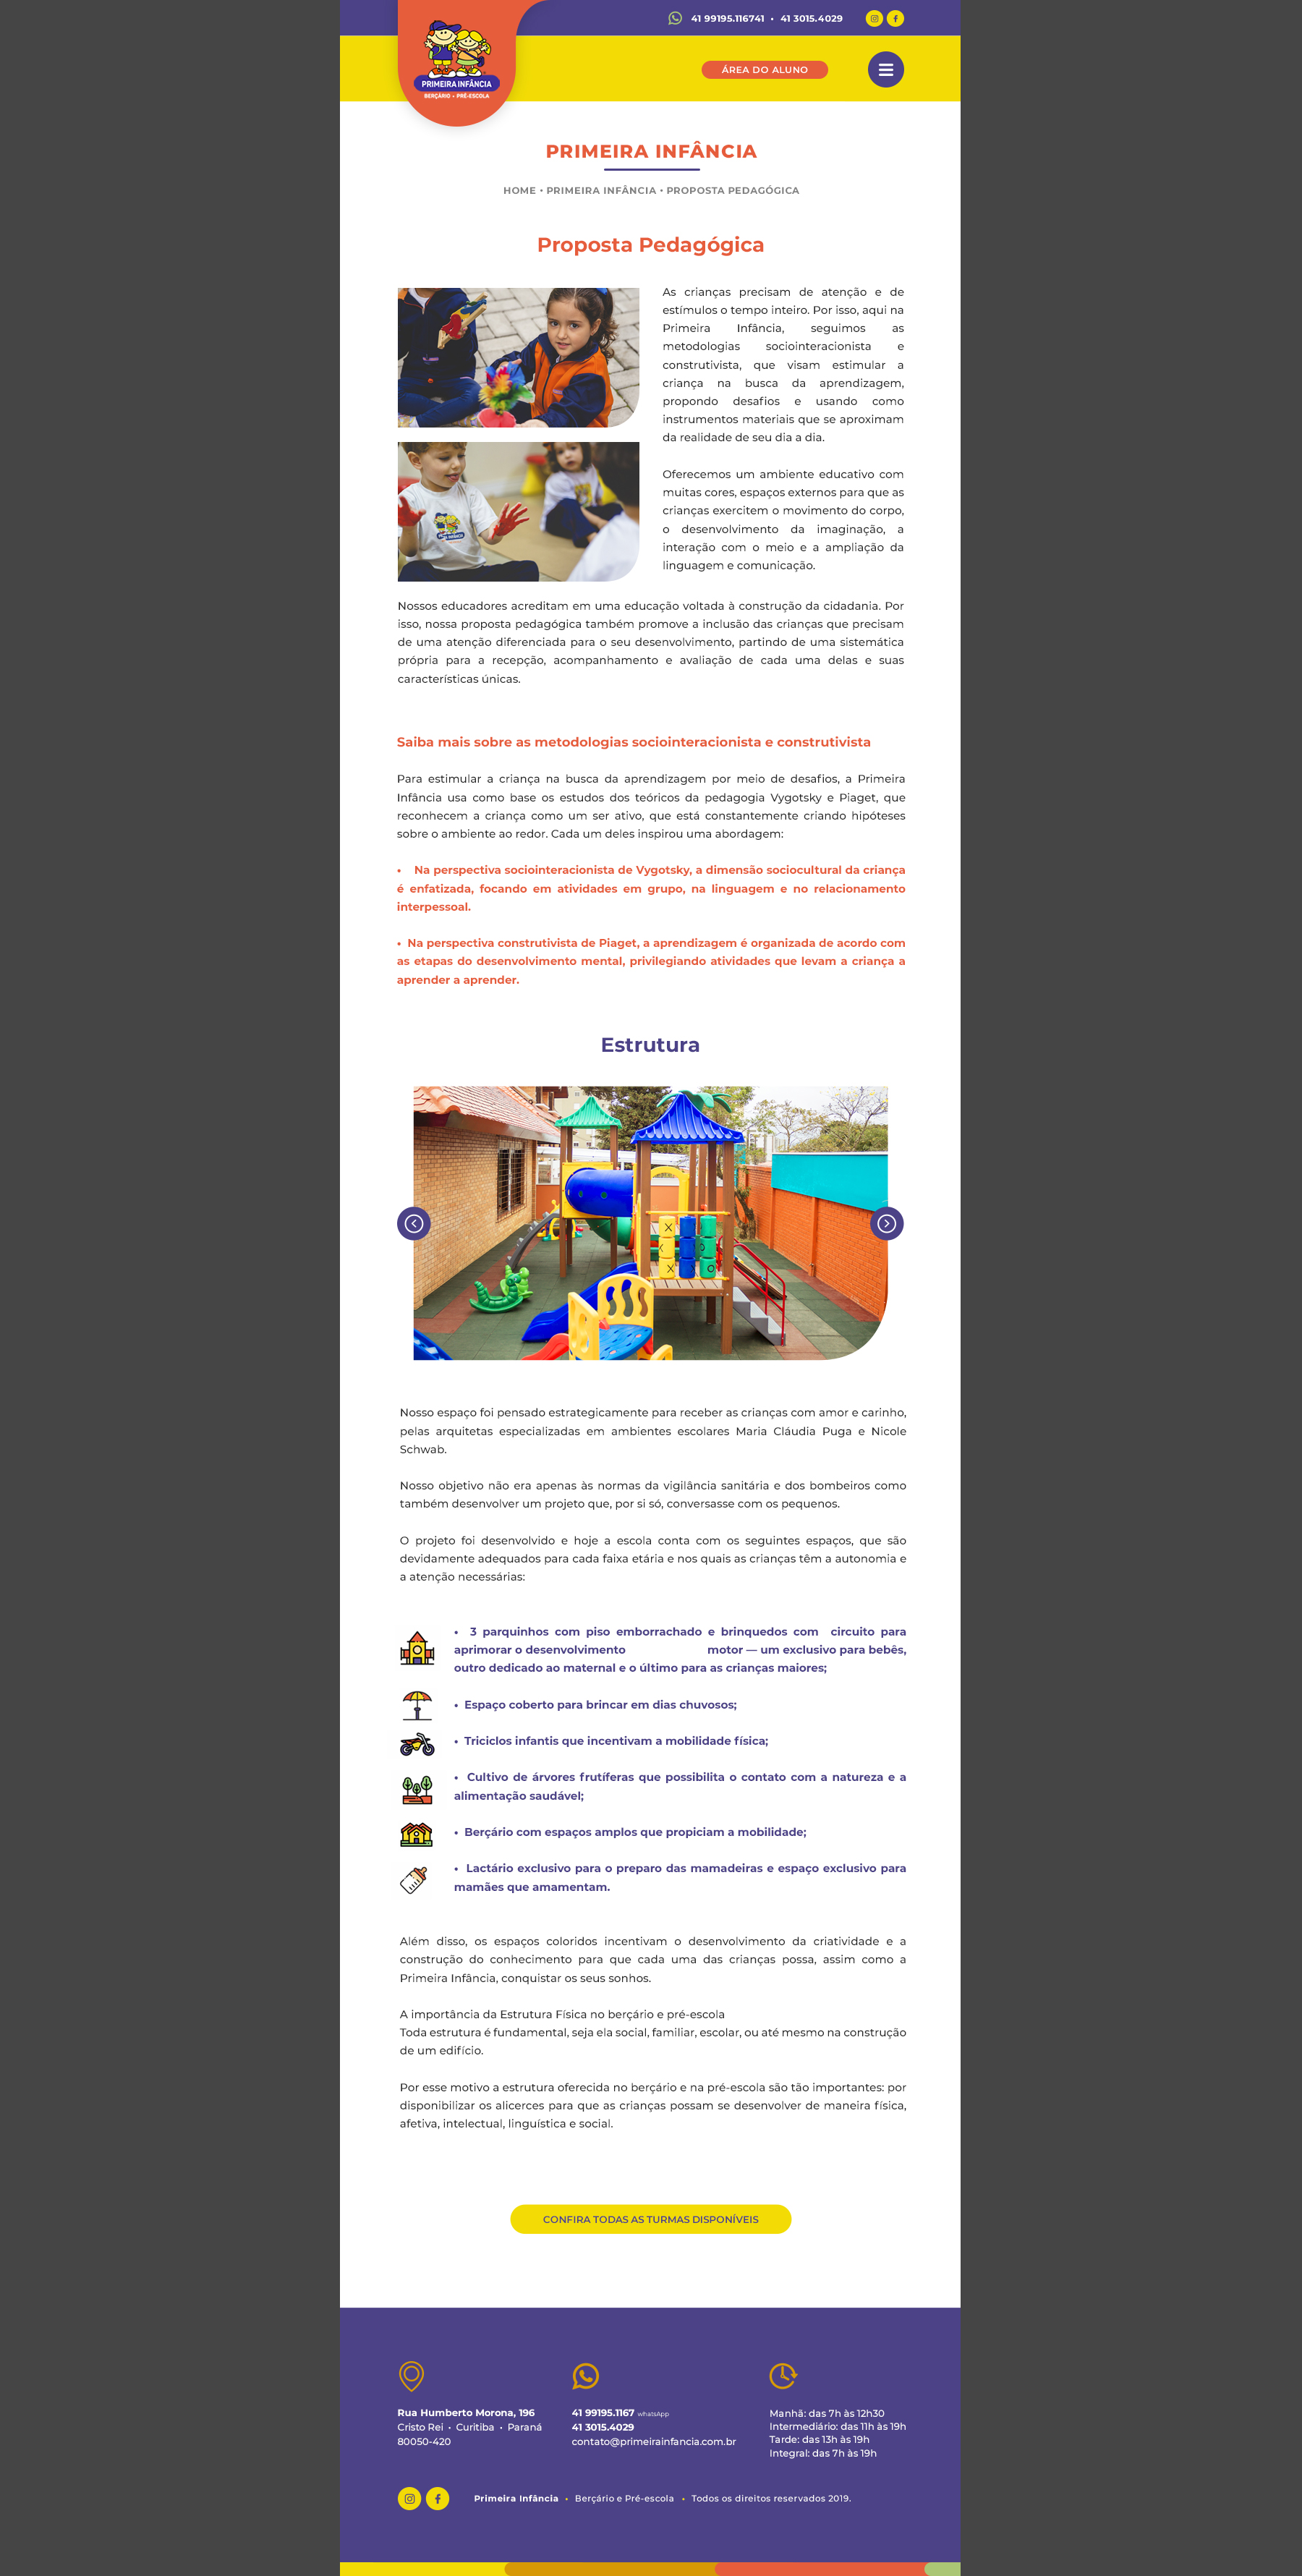 41 99195.116741 • 41 3015.4029
PRIMEIRA INFÂNCIA
BERÇÁRIO • PRÉ-ESCOLA
ÁREA DO ALUNO
PRIMEIRA INFÂNCIA
HOME • PRIMEIRA INFÂNCIA • PROPOSTA PEDAGÓGICA
Proposta Pedagógica
As crianças precisam de atenção e de
estímulos o tempo inteiro. Por isso, aqui na
Primeira Infância, seguimos as
metodologias sociointeracionista e
construtivista, que visam estimular a
criança na busca da aprendizagem,
propondo desafios e usando como
instrumentos materiais que se aproximam
da realidade de seu dia a dia.
Oferecemos um ambiente educativo com
muitas cores, espaços externos para que as
crianças exercitem o movimento do corpo,
o desenvolvimento da imaginação, a
interação com o meio e a ampliação da
linguagem e comunicação.
Nossos educadores acreditam em uma educação voltada à construção da cidadania. Por
isso, nossa proposta pedagógica também promove a inclusão das crianças que precisam
de uma atenção diferenciada para o seu desenvolvimento, partindo de uma sistemática
própria para a recepção, acompanhamento e avaliação de cada uma delas e suas
características únicas.
Saiba mais sobre as metodologias sociointeracionista e construtivista
Para estimular a criança na busca da aprendizagem por meio de desafios, a Primeira
Infância usa como base os estudos dos teóricos da pedagogia Vygotsky e Piaget, que
reconhecem a criança como um ser ativo, que está constantemente criando hipóteses
sobre o ambiente ao redor. Cada um deles inspirou uma abordagem:
• Na perspectiva sociointeracionista de Vygotsky, a dimensão sociocultural da criança
é enfatizada, focando em atividades em grupo, na linguagem e no relacionamento
interpessoal.
• Na perspectiva construtivista de Piaget, a aprendizagem é organizada de acordo com
as etapas do desenvolvimento mental, privilegiando atividades que levam a criança a
aprender a aprender.
Estrutura
Nosso espaço foi pensado estrategicamente para receber as crianças com amor e carinho,
pelas arquitetas especializadas em ambientes escolares Maria Cláudia Puga e Nicole
Schwab.
Nosso objetivo não era apenas às normas da vigilância sanitária e dos bombeiros como
também desenvolver um projeto que, por si só, conversasse com os pequenos.
O projeto foi desenvolvido e hoje a escola conta com os seguintes espaços, que são
devidamente adequados para cada faixa etária e nos quais as crianças têm a autonomia e
a atenção necessárias:
• 3 parquinhos com piso emborrachado e brinquedos com circuito para
aprimorar o desenvolvimento motor — um exclusivo para bebês,
outro dedicado ao maternal e o último para as crianças maiores;
• Espaço coberto para brincar em dias chuvosos;
• Triciclos infantis que incentivam a mobilidade física;
• Cultivo de árvores frutíferas que possibilita o contato com a natureza e a
alimentação saudável;
• Berçário com espaços amplos que propiciam a mobilidade;
• Lactário exclusivo para o preparo das mamadeiras e espaço exclusivo para
mamães que amamentam.
Além disso, os espaços coloridos incentivam o desenvolvimento da criatividade e a
construção do conhecimento para que cada uma das crianças possa, assim como a
Primeira Infância, conquistar os seus sonhos.
A importância da Estrutura Física no berçário e pré-escola
Toda estrutura é fundamental, seja ela social, familiar, escolar, ou até mesmo na construção
de um edifício.
Por esse motivo a estrutura oferecida no berçário e na pré-escola são tão importantes: por
disponibilizar os alicerces para que as crianças possam se desenvolver de maneira física,
afetiva, intelectual, linguística e social.
CONFIRA TODAS AS TURMAS DISPONÍVEIS
Rua Humberto Morona, 196
Cristo Rei • Curitiba • Paraná
80050-420
41 99195.1167 whatsApp
41 3015.4029
contato@primeirainfancia.com.br
Manhã: das 7h às 12h30
Intermediário: das 11h às 19h
Tarde: das 13h às 19h
Integral: das 7h às 19h
Primeira Infância • Berçário e Pré-escola • Todos os direitos reservados 2019.